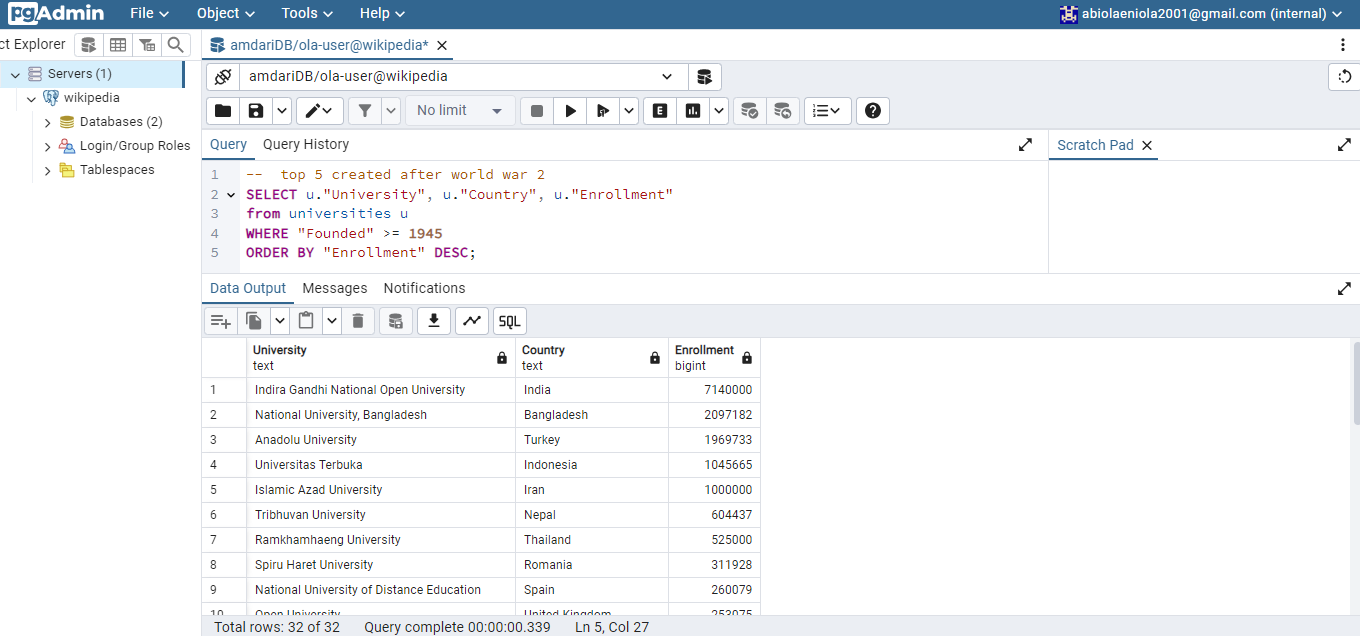 pgAdmin File Object Tools Help abiolaeniola2001@gmail.com (internal)
ct Explorer
amdariDB/ola-user@wikipedia*
Servers (1)
wikipedia
Databases (2)
Login/Group Roles
Tablespaces
amdariDB/ola-user@wikipedia
No limit
E
Query Query History
Scratch Pad
1 -- top 5 created after world war 2
2 SELECT u."University", u."Country", u."Enrollment"
3 from universities u
4 WHERE "Founded" >= 1945
5 ORDER BY "Enrollment" DESC;
Data Output Messages Notifications
SQL
University Country Enrollment
text text bigint
1 Indira Gandhi National Open University India 7140000
2 National University, Bangladesh Bangladesh 2097182
3 Anadolu University Turkey 1969733
4 Universitas Terbuka Indonesia 1045665
5 Islamic Azad University Iran 1000000
6 Tribhuvan University Nepal 604437
7 Ramkhamhaeng University Thailand 525000
8 Spiru Haret University Romania 311928
9 National University of Distance Education Spain 260079
10 Open University United Kingdom 253075
Total rows: 32 of 32 Query complete 00:00:00.339 Ln 5, Col 27